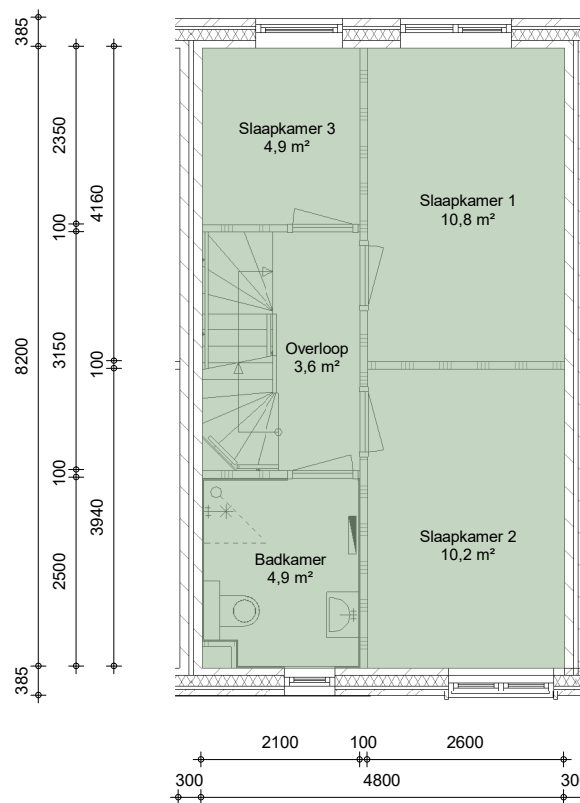 385
2350
100
4160
8200
3150
100
100
3940
2500
385
Slaapkamer 3
4,9 m²
Slaapkamer 1
10,8 m²
Overloop
3,6 m²
Slaapkamer 2
10,2 m²
Badkamer
4,9 m²
2100
100
2600
300
4800
30